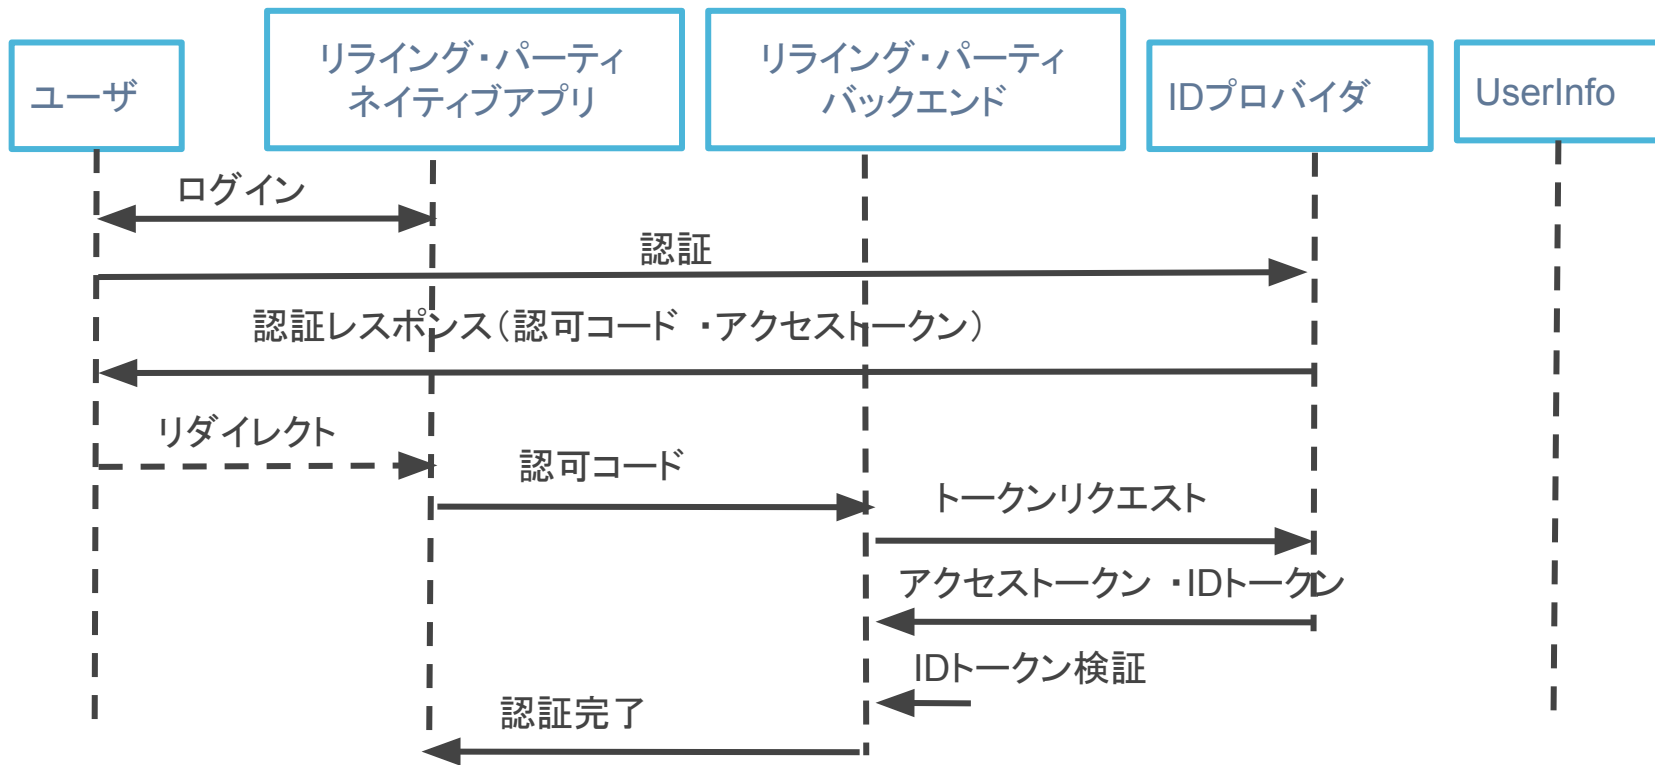 ユーザ
リライング・パーティ
ネイティブアプリ
リライング・パーティ
バックエンド
IDプロバイダ
UserInfo
ログイン
認証
認証レスポンス(認可コード ・アクセストークン)
リダイレクト
認可コード
トークンリクエスト
アクセストークン ・IDトークン
IDトークン検証
認証完了